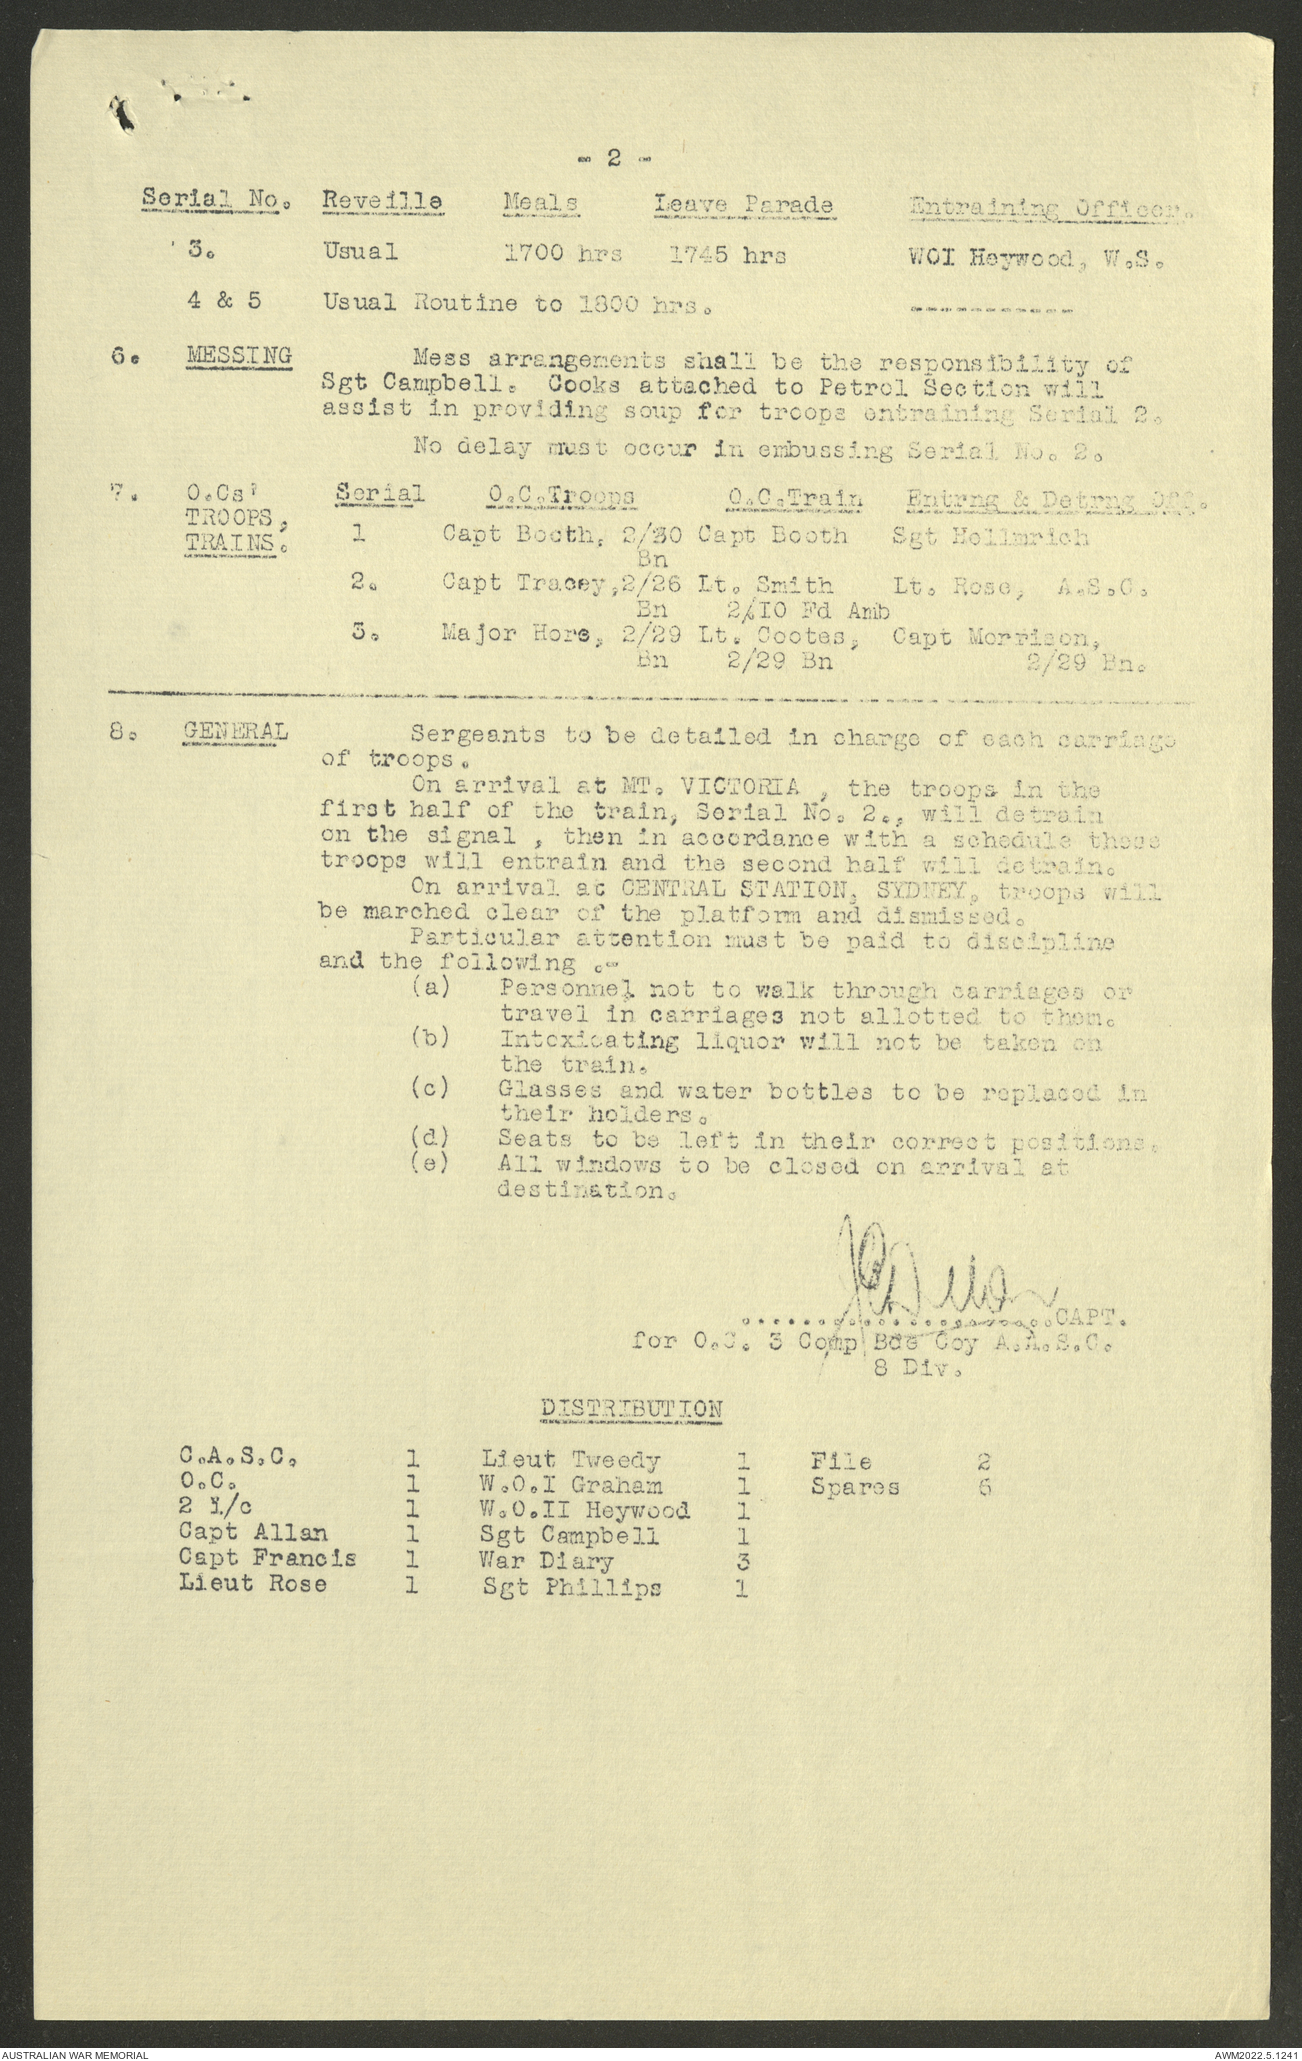 - 2 -
Serial No. Reveille Meals Leave Parade Entraining Officer.
3. Usual 1700 hrs 1745 hrs WOI Heywood, W.S.
4 & 5 Usual Routine to 1800 hrs. -----------
6. MESSING Mess arrangements shall be the responsibility of
Sgt Campbell. Cooks attached to Petrol Section will
assist in providing soup for troops entraining Serial 2.
No delay must occur in embussing Serial No. 2.
7. O.Cs' Serial O.C.Troops O.C.Train Entrng & Detrng Off.
TROOPS,
TRAINS. 1 Capt Booth, 2/30 Capt Booth Sgt Hollmrich
Bn
2. Capt Tracey,2/26 Lt. Smith Lt. Rose, A.S.C.
Bn 2/10 Fd Amb
3. Major Hore, 2/29 Lt. Cootes, Capt Morrison,
Bn 2/29 Bn 2/29 Bn.
8. GENERAL Sergeants to be detailed in charge of each carriage
of troops.
On arrival at MT. VICTORIA , the troops in the
first half of the train, Serial No. 2., will detrain
on the signal , then in accordance with a schedule these
troops will entrain and the second half will detrain.
On arrival at CENTRAL STATION, SYDNEY, troops will
be marched clear of the platform and dismissed.
Particular attention must be paid to discipline
and the following .-
(a) Personnel not to walk through carriages or
travel in carriages not allotted to them.
(b) Intoxicating liquor will not be taken on
the train.
(c) Glasses and water bottles to be replaced in
their holders.
(d) Seats to be left in their correct positions.
(e) All windows to be closed on arrival at
destination.
.....................CAPT.
for O.C. 3 Comp Bde Coy A.A.S.C.
8 Div.
DISTRIBUTION
C.A.S.C. 1 Lieut Tweedy 1 File 2
O.C. 1 W.O.I Graham 1 Spares 6
2 I/c 1 W.O.II Heywood 1
Capt Allan 1 Sgt Campbell 1
Capt Francis 1 War Diary 3
Lieut Rose 1 Sgt Phillips 1
AUSTRALIAN WAR MEMORIAL AWM2022.5.1241